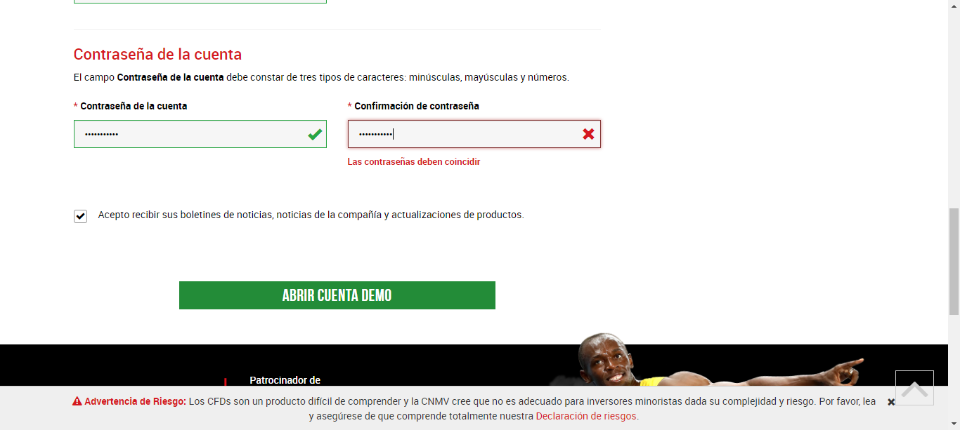 Contraseña de la cuenta
El campo Contraseña de la cuenta debe constar de tres tipos de caracteres: minúsculas, mayúsculas y números.
* Contraseña de la cuenta
* Confirmación de contraseña
•••••••••••
•••••••••••
Las contraseñas deben coincidir
Acepto recibir sus boletines de noticias, noticias de la compañía y actualizaciones de productos.
ABRIR CUENTA DEMO
Patrocinador de
Advertencia de Riesgo: Los CFDs son un producto difícil de comprender y la CNMV cree que no es adecuado para inversores minoristas dada su complejidad y riesgo. Por favor, lea
y asegúrese de que comprende totalmente nuestra Declaración de riesgos.